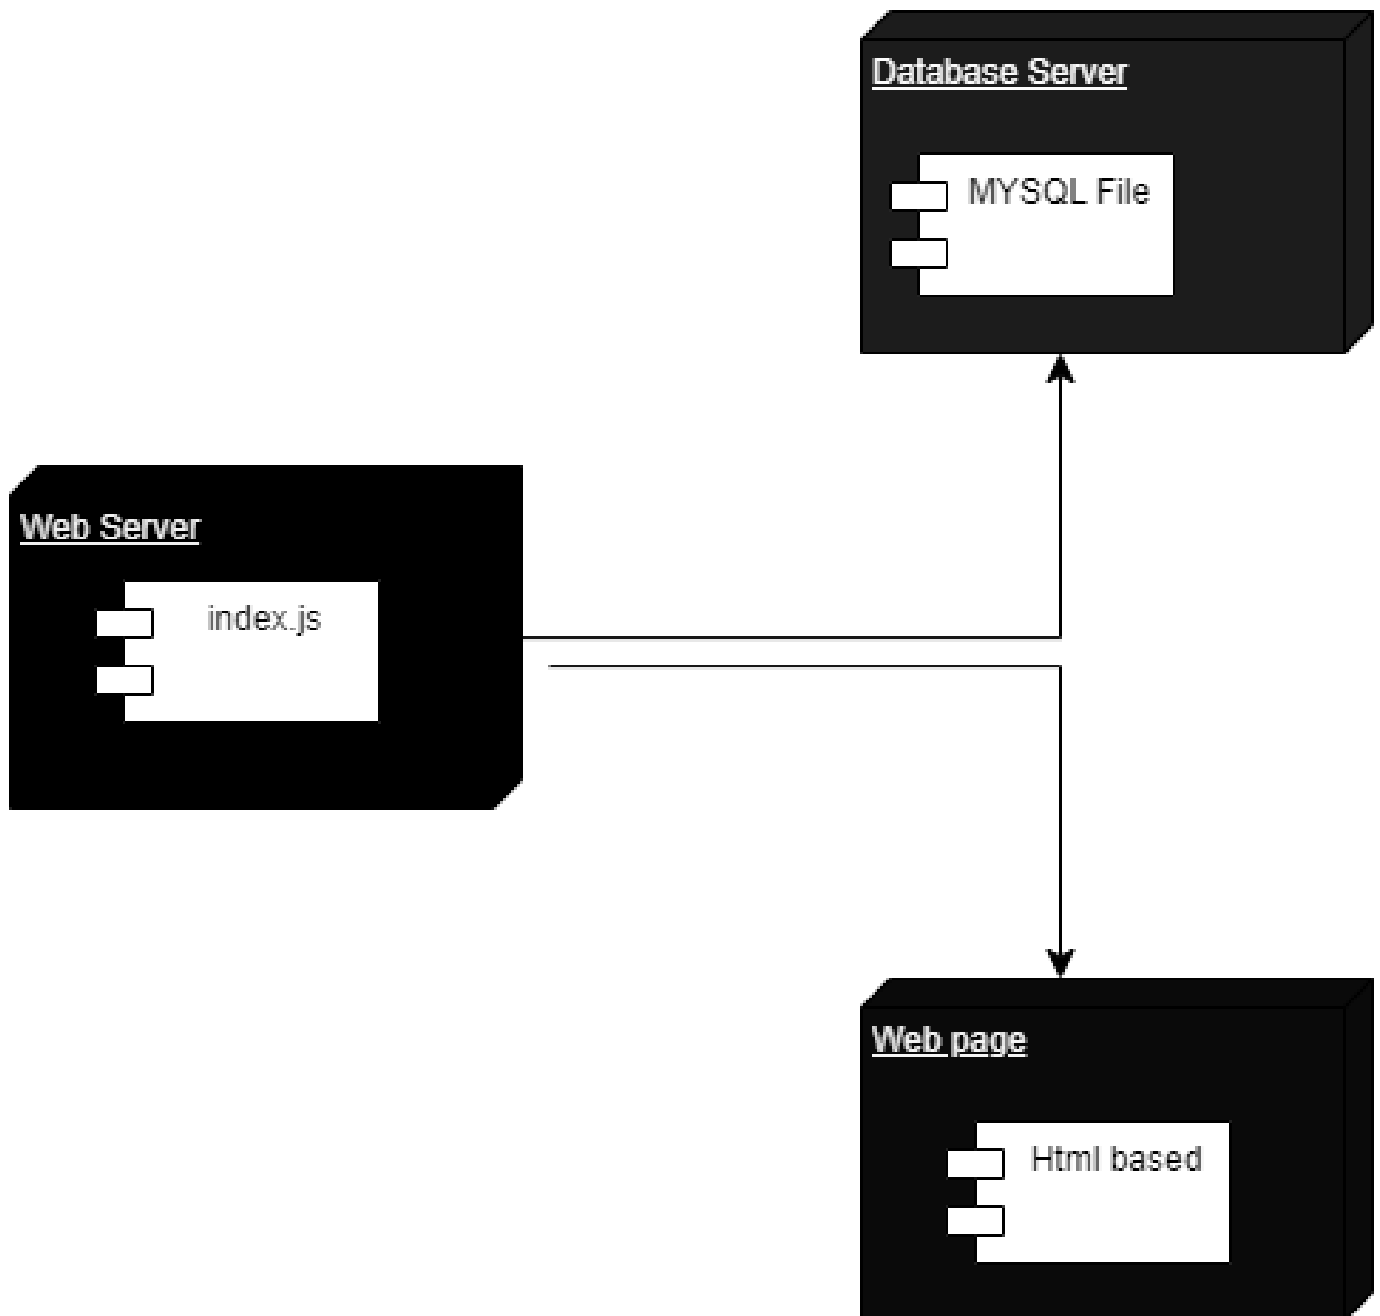 Database Server
MYSQL File
Web Server
index.js
Web page
Html based